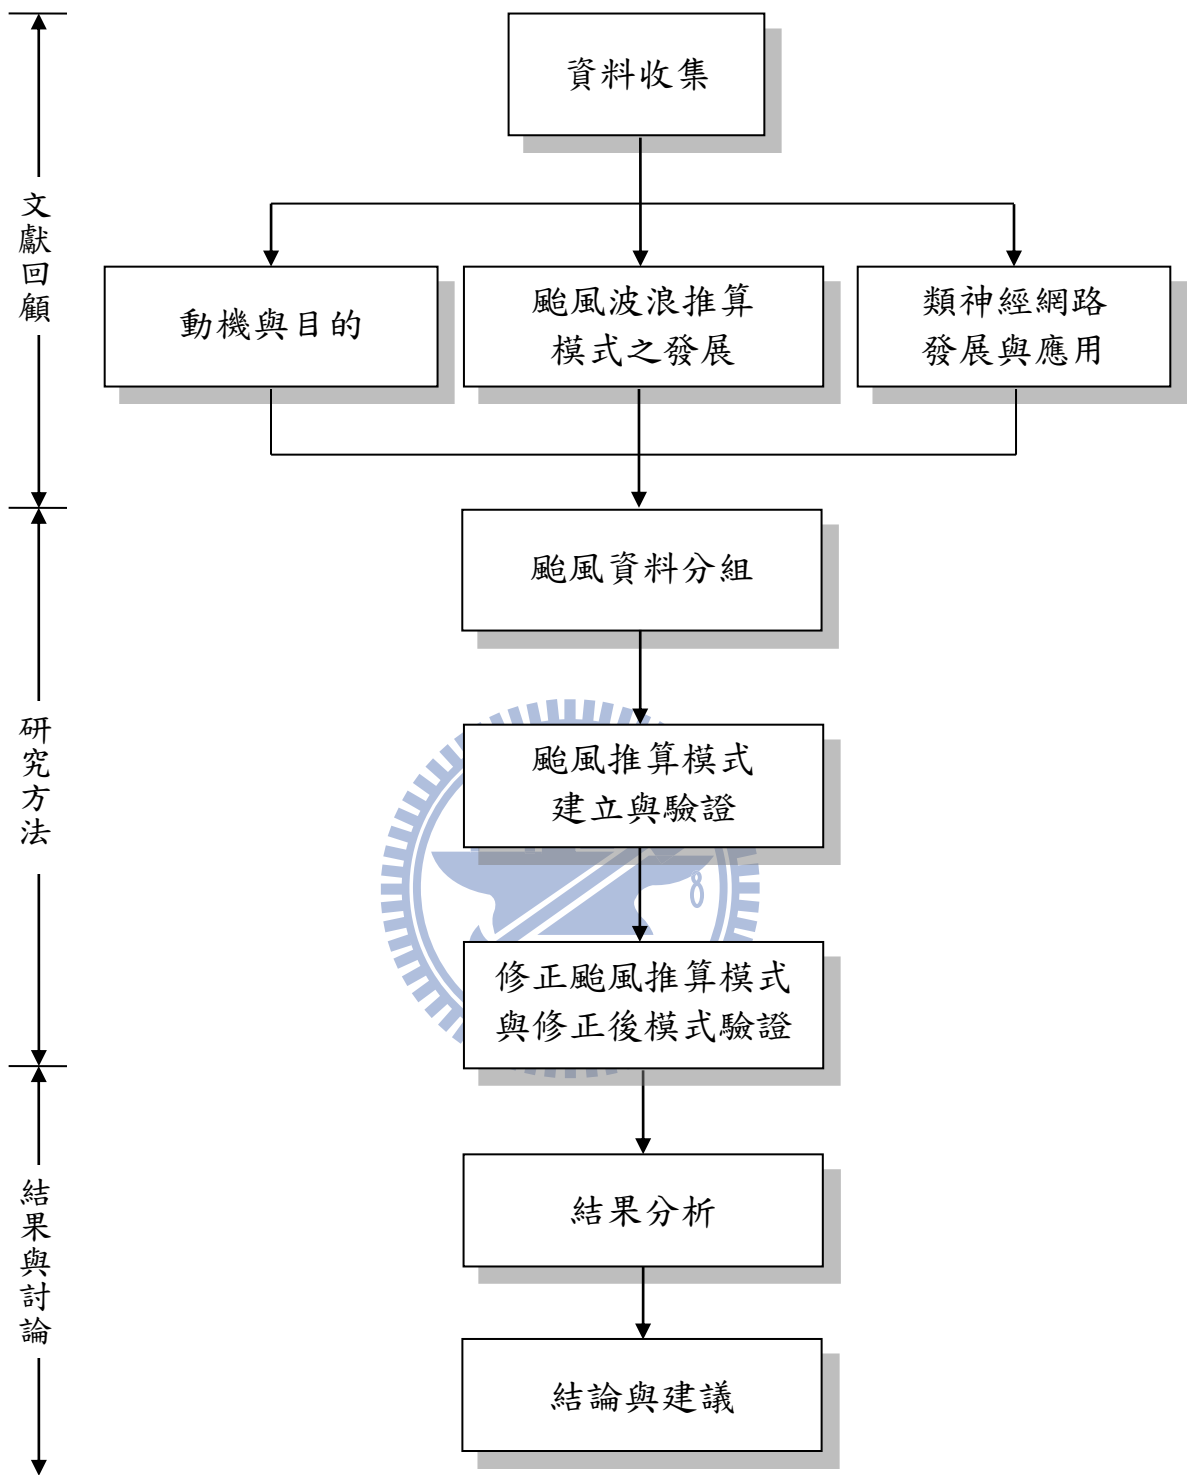 資料收集
文獻回顧
動機與目的
颱風波浪推算
模式之發展
類神經網路
發展與應用
颱風資料分組
研究方法
颱風推算模式
建立與驗證
修正颱風推算模式
與修正後模式驗證
結果與討論
結果分析
結論與建議